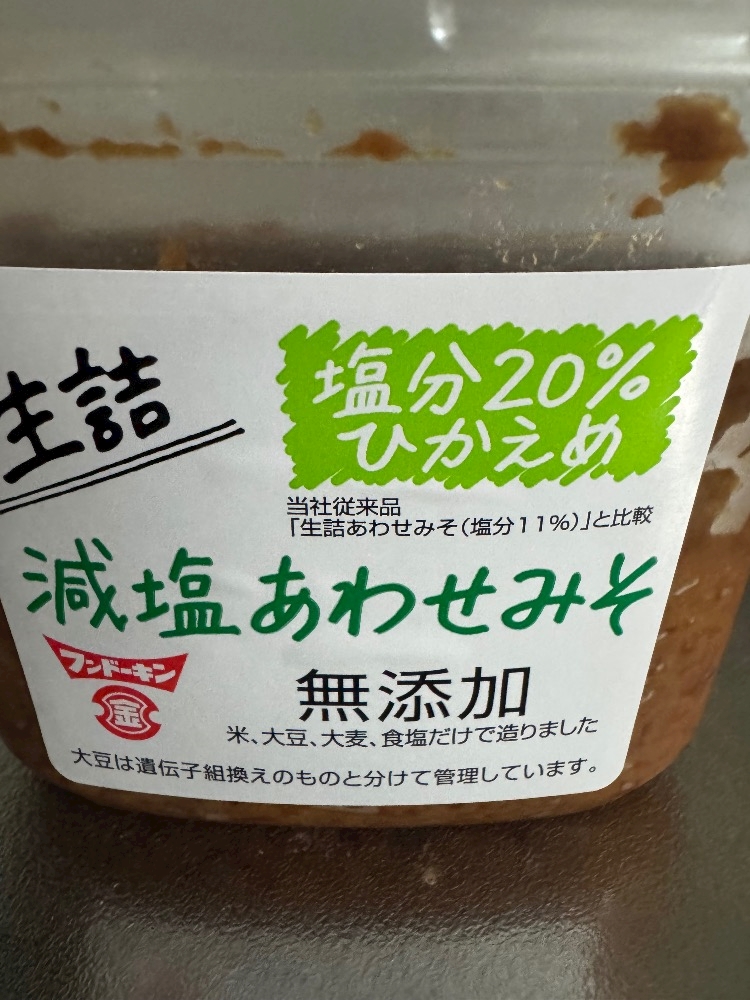 生詰
塩分20%
ひかえめ
当社従来品
「生詰あわせみそ(塩分11%)」と比較
減塩あわせみそ
フンドーキン
金
無添加
米、大豆、大麦、食塩だけで造りました
大豆は遺伝子組換えのものと分けて管理しています。